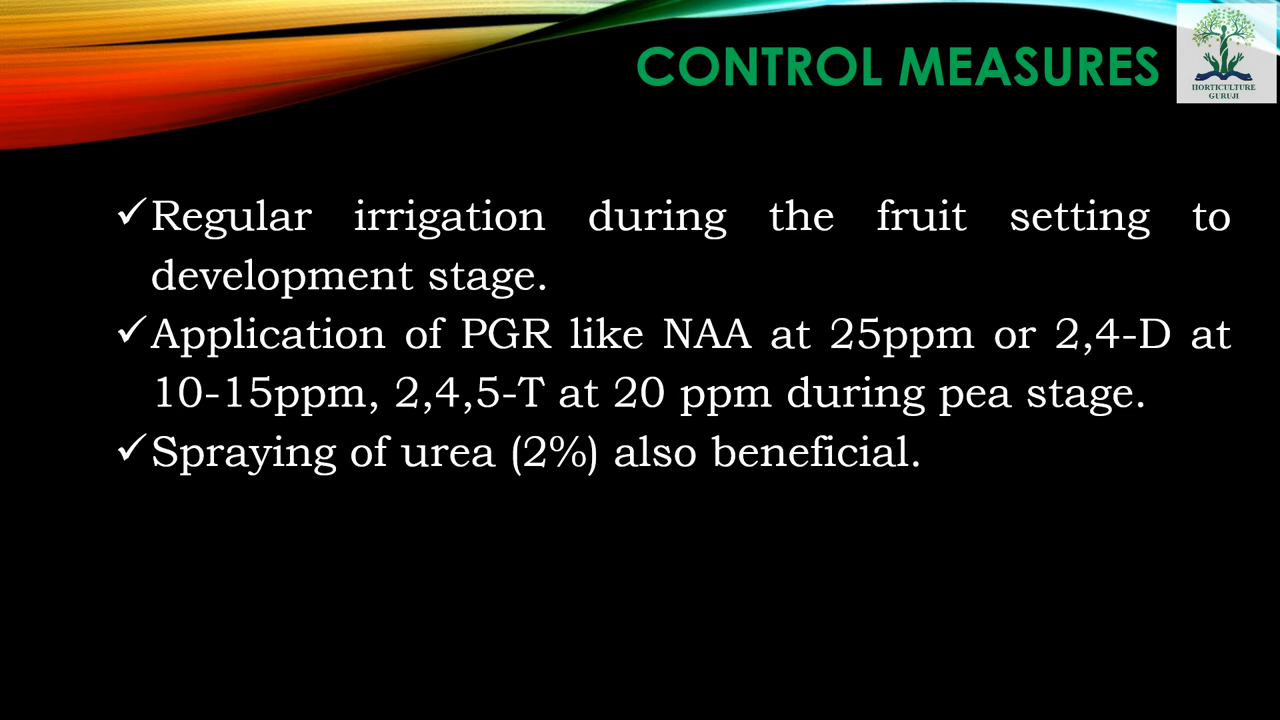 CONTROL MEASURES
HORTICULTURE
GURUJI
✓Regular irrigation during the fruit setting to
development stage.
✓Application of PGR like NAA at 25ppm or 2,4-D at
10-15ppm, 2,4,5-T at 20 ppm during pea stage.
✓Spraying of urea (2%) also beneficial.